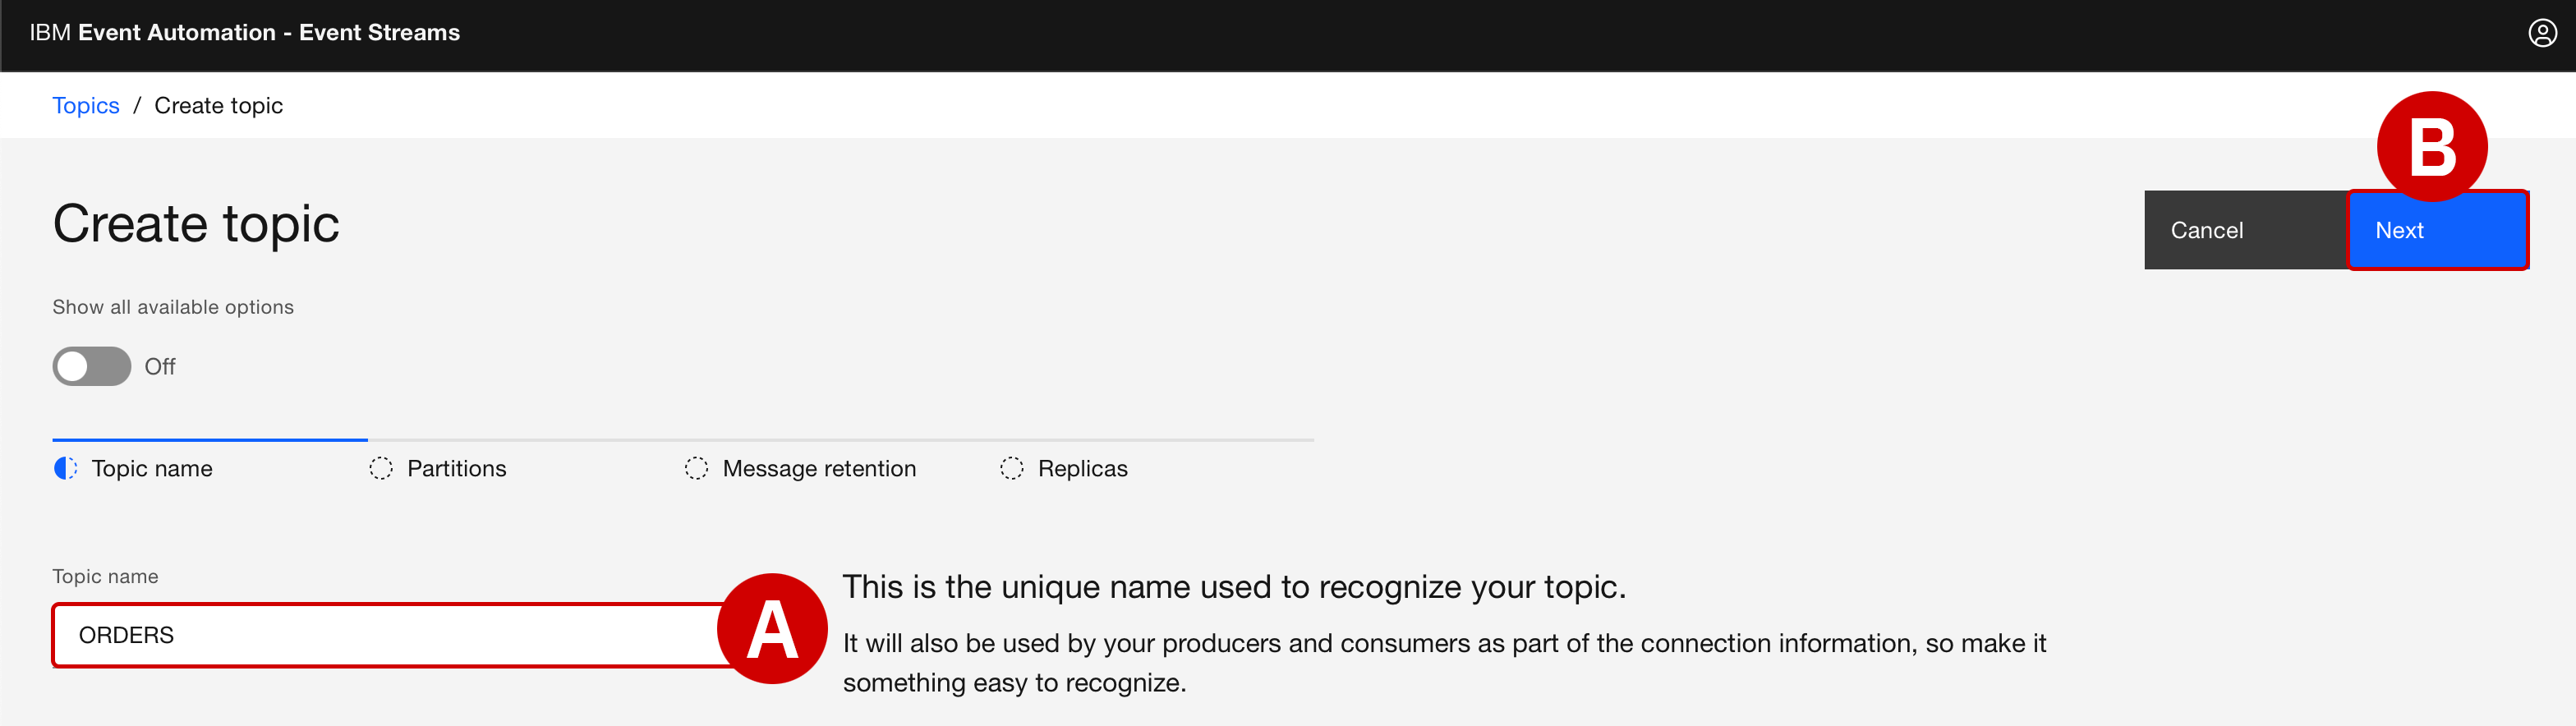 IBM Event Automation - Event Streams
Topics / Create topic
B
Create topic
Cancel
Next
Show all available options
Off
Topic name
Partitions
Message retention
Replicas
Topic name
ORDERS
A
This is the unique name used to recognize your topic.
It will also be used by your producers and consumers as part of the connection information, so make it
something easy to recognize.